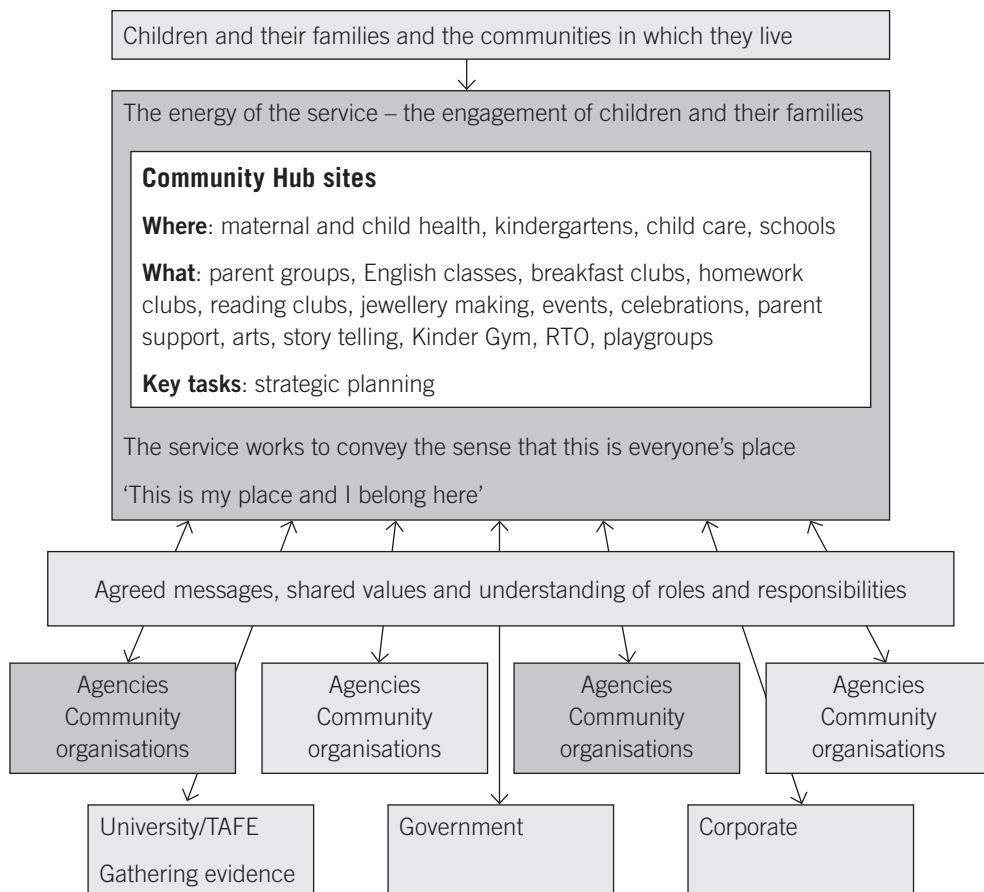 Children and their families and the communities in which they live
The energy of the service – the engagement of children and their families
Community Hub sites
Where: maternal and child health, kindergartens, child care, schools
What: parent groups, English classes, breakfast clubs, homework
clubs, reading clubs, jewellery making, events, celebrations, parent
support, arts, story telling, Kinder Gym, RTO, playgroups
Key tasks: strategic planning
The service works to convey the sense that this is everyone’s place
‘This is my place and I belong here’
Agreed messages, shared values and understanding of roles and responsibilities
Agencies
Community
organisations
Agencies
Community
organisations
Agencies
Community
organisations
Agencies
Community
organisations
University/TAFE
Gathering evidence
Government
Corporate